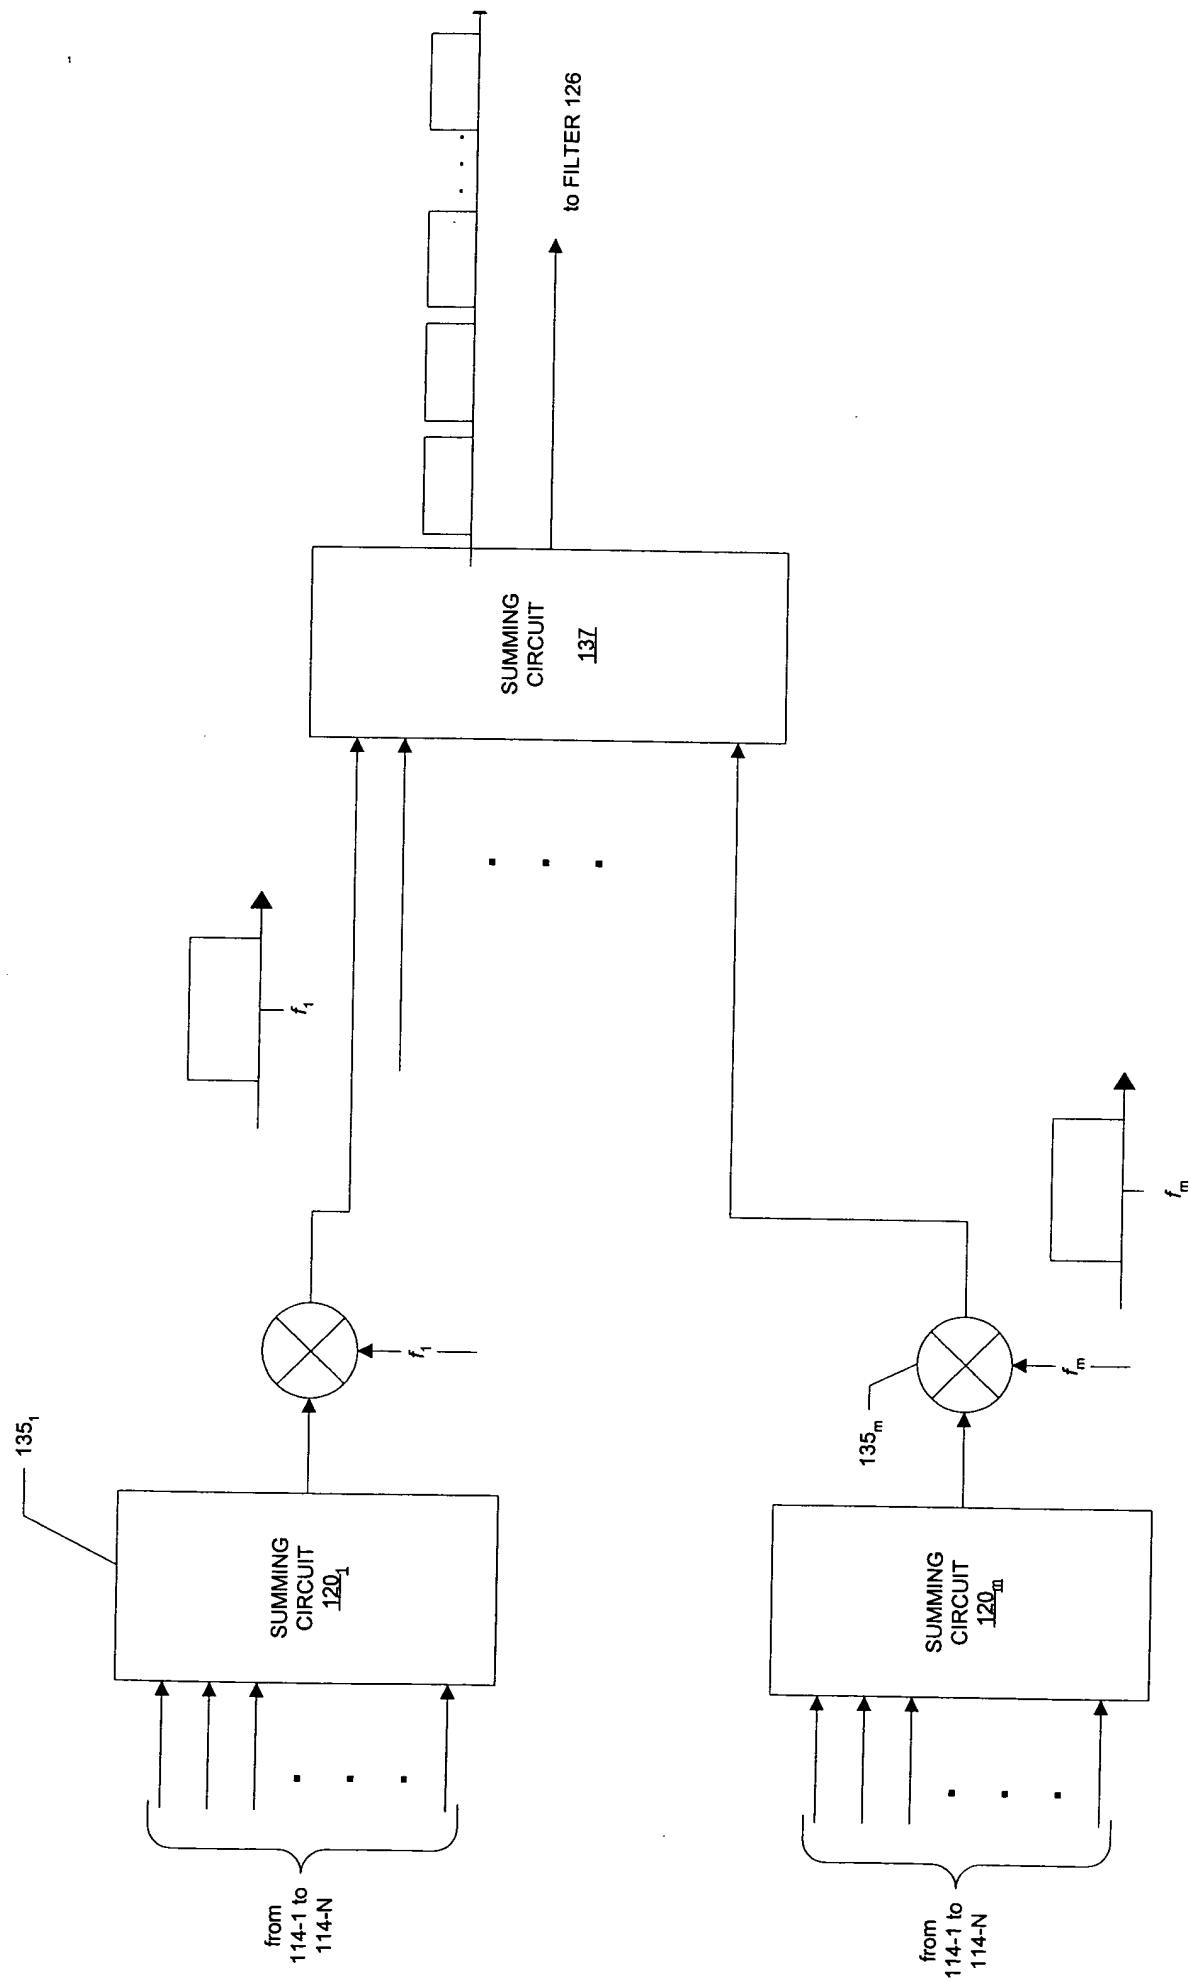 from
114-1 to
114-N
SUMMING
CIRCUIT
120₁
135₁
f₁
f₁
from
114-1 to
114-N
SUMMING
CIRCUIT
120ₘ
135ₘ
fₘ
fₘ
SUMMING
CIRCUIT
137
to FILTER 126